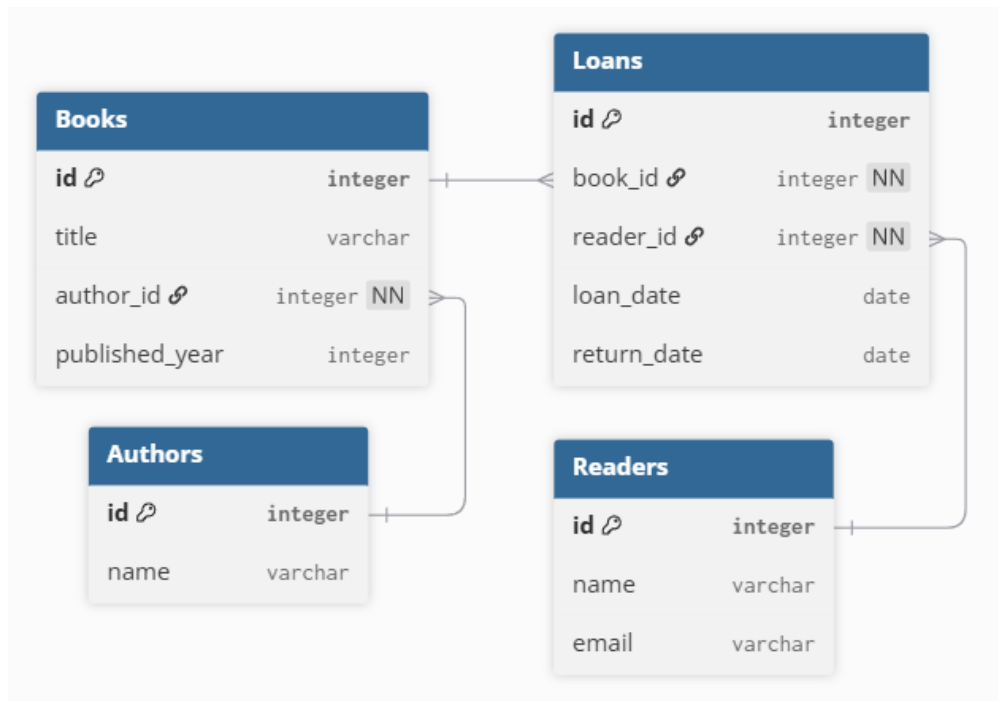 Books
id integer
title varchar
author_id integer NN
published_year integer
Loans
id integer
book_id integer NN
reader_id integer NN
loan_date date
return_date date
Authors
id integer
name varchar
Readers
id integer
name varchar
email varchar